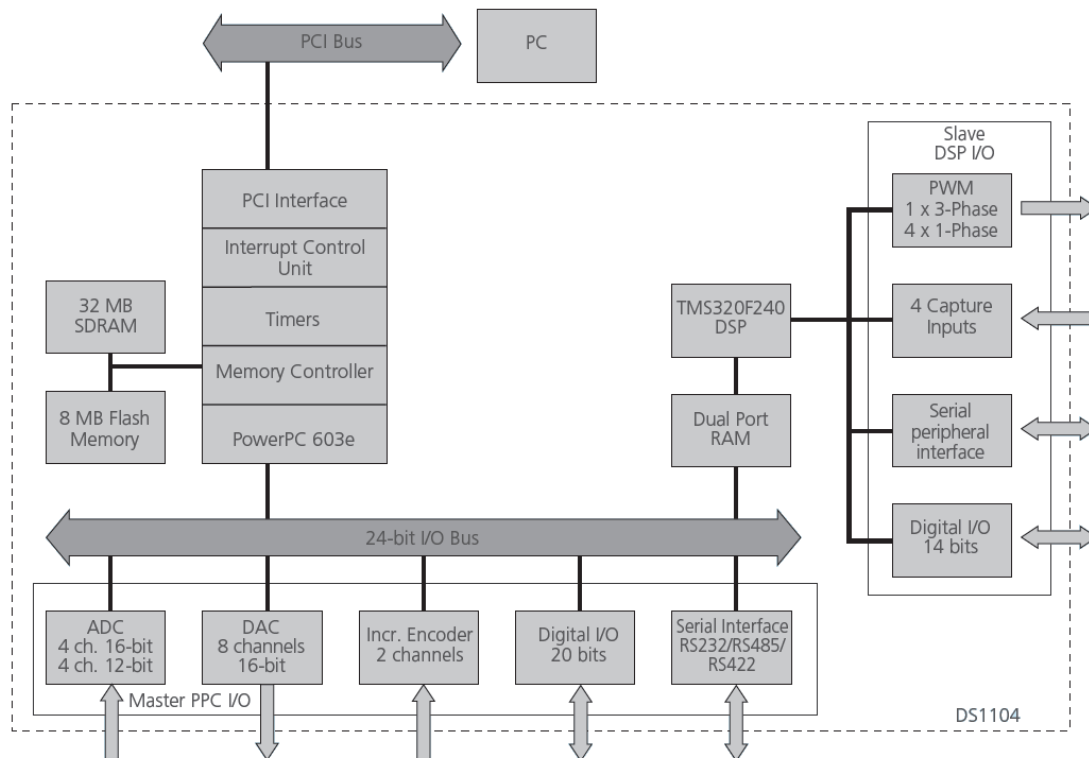 PCI Bus
PC
Slave
DSP I/O
PCI Interface
Interrupt Control
Unit
Timers
Memory Controller
PowerPC 603e
32 MB
SDRAM
8 MB Flash
Memory
TMS320F240
DSP
Dual Port
RAM
PWM
1 x 3-Phase
4 x 1-Phase
4 Capture
Inputs
Serial
peripheral
interface
Digital I/O
14 bits
24-bit I/O Bus
ADC
4 ch. 16-bit
4 ch. 12-bit
DAC
8 channels
16-bit
Incr. Encoder
2 channels
Digital I/O
20 bits
Serial Interface
RS232/RS485/
RS422
Master PPC I/O
DS1104